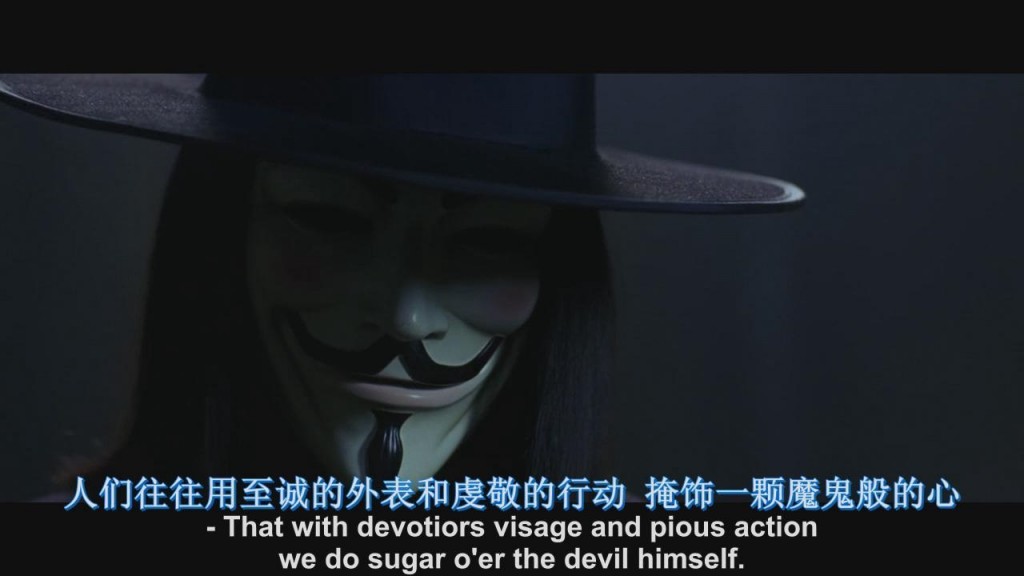 人们往往用至诚的外表和虔敬的行动 掩饰一颗魔鬼般的心
- That with devotiors visage and pious action
we do sugar o'er the devil himself.